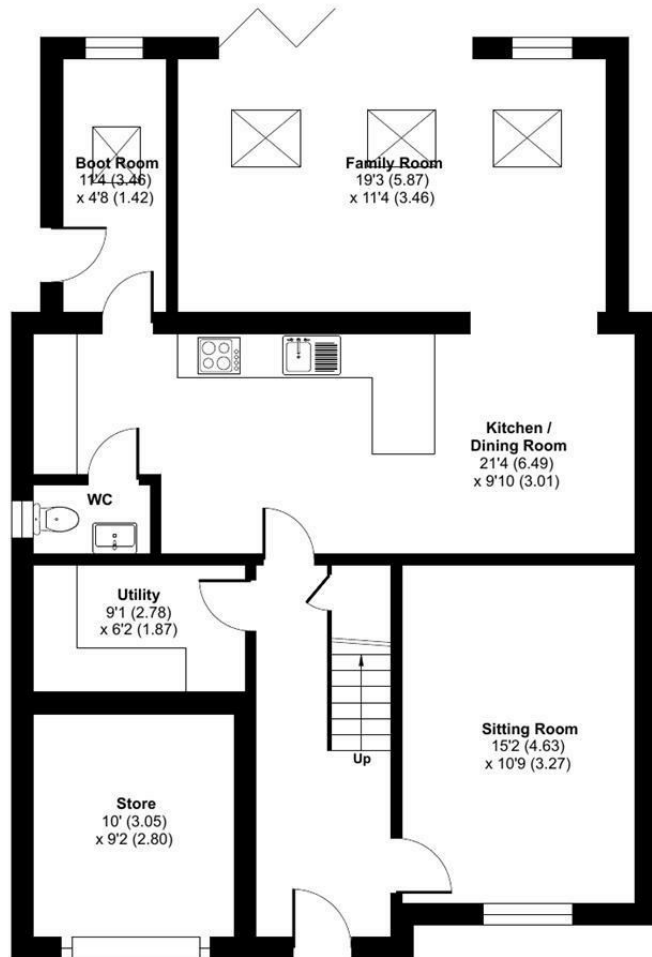 Boot Room
11'4 (3.46)
x 4'8 (1.42)
Family Room
19'3 (5.87)
x 11'4 (3.46)
Kitchen /
Dining Room
21'4 (6.49)
x 9'10 (3.01)
WC
Utility
9'1 (2.78)
x 6'2 (1.87)
Up
Sitting Room
15'2 (4.63)
x 10'9 (3.27)
Store
10' (3.05)
x 9'2 (2.80)